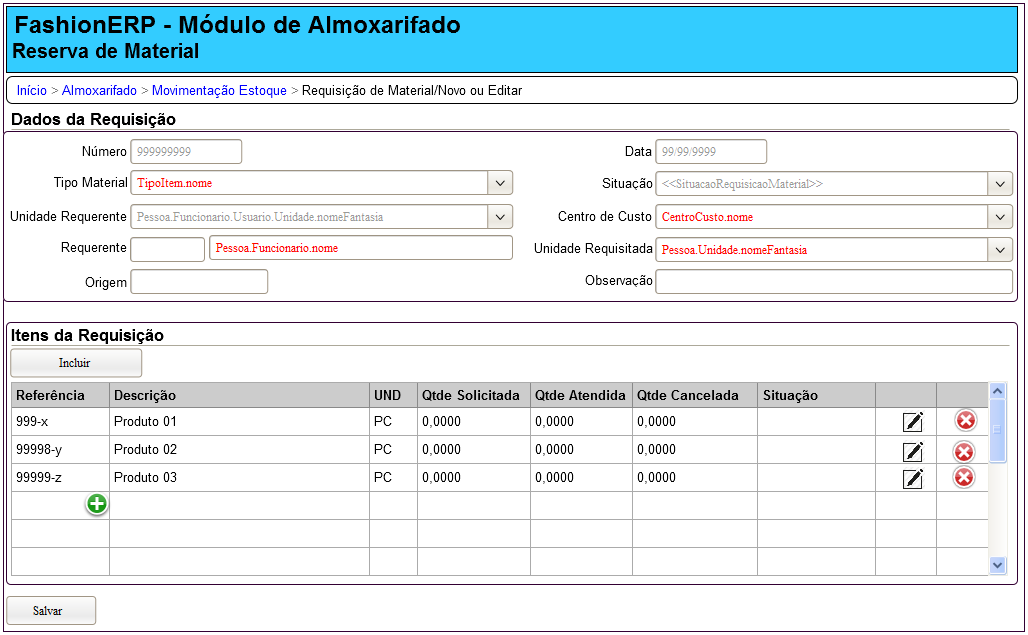 FashionERP - Módulo de Almoxarifado
Reserva de Material
Início > Almoxarifado > Movimentação Estoque > Requisição de Material/Novo ou Editar
Dados da Requisição
Número 999999999 Data 99/99/9999
Tipo Material TipoItem.nome Situação <<SituacaoRequisicaoMaterial>>
Unidade Requerente Pessoa.Funcionario.Usuario.Unidade.nomeFantasia Centro de Custo CentroCusto.nome
Requerente Pessoa.Funcionario.nome Unidade Requisitada Pessoa.Unidade.nomeFantasia
Origem Observação
Itens da Requisição
Incluir
Referência Descrição UND Qtde Solicitada Qtde Atendida Qtde Cancelada Situação
999-x Produto 01 PC 0,0000 0,0000 0,0000
99998-y Produto 02 PC 0,0000 0,0000 0,0000
99999-z Produto 03 PC 0,0000 0,0000 0,0000
Salvar